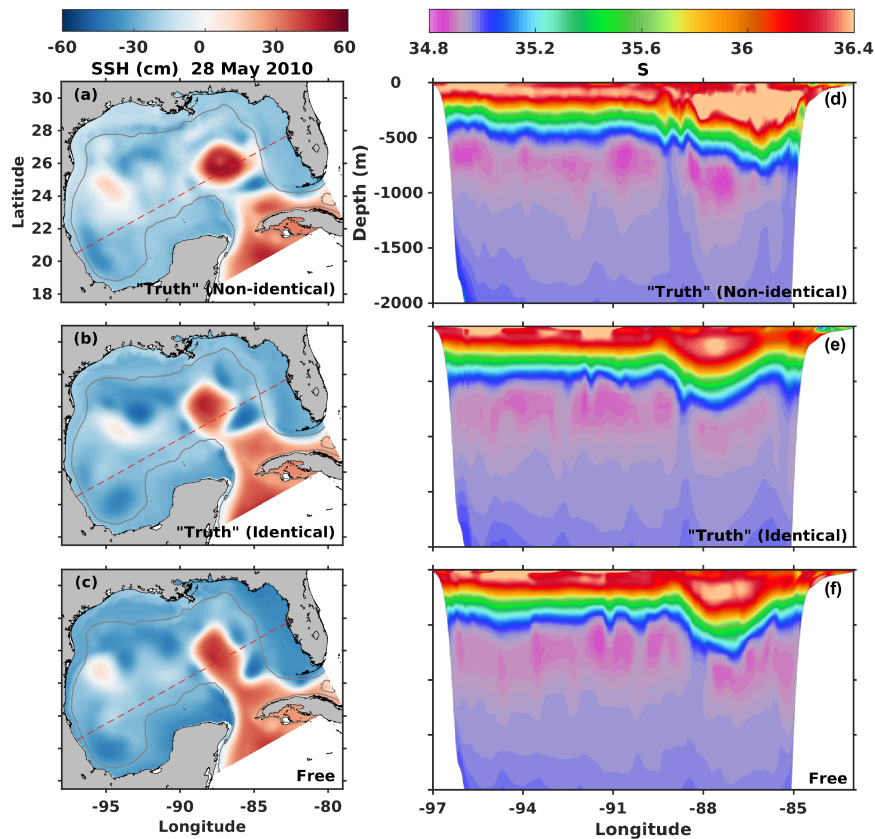 -60 -30 0 30 60
SSH (cm) 28 May 2010
34.8 35.2 35.6 36 36.4
S
(a)
30
28
26
24
22
20
18
Latitude
"Truth" (Non-identical)
(d)
0
-500
-1000
-1500
-2000
Depth (m)
"Truth" (Non-identical)
(b)
"Truth" (Identical)
(e)
"Truth" (Identical)
(c)
Free
-95 -90 -85 -80
Longitude
(f)
Free
-97 -94 -91 -88 -85
Longitude